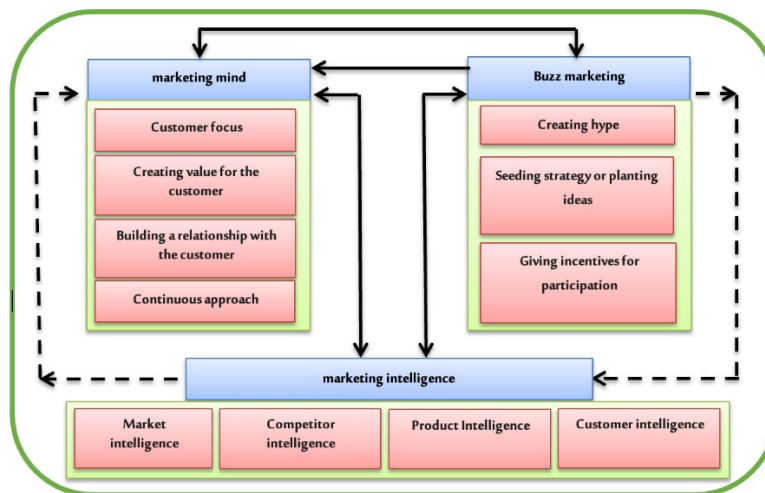 marketing mind
Customer focus
Creating value for the
customer
Building a relationship with
the customer
Continuous approach
Buzz marketing
Creating hype
Seeding strategy or planting
ideas
Giving incentives for
participation
marketing intelligence
Market
intelligence
Competitor
intelligence
Product Intelligence
Customer intelligence